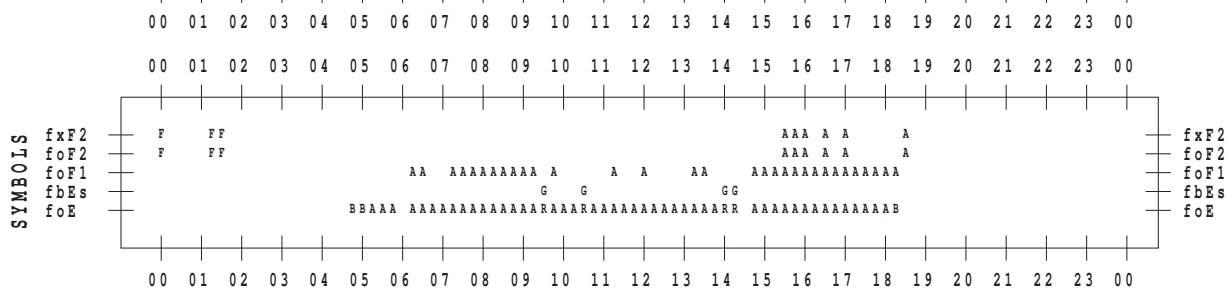 00 01 02 03 04 05 06 07 08 09 10 11 12 13 14 15 16 17 18 19 20 21 22 23 00
00 01 02 03 04 05 06 07 08 09 10 11 12 13 14 15 16 17 18 19 20 21 22 23 00
SYMBOLS
fxF2 F FF AAA A A A fxF2
foF2 F FF AAA A A A foF2
foF1 AA AAAAAAAAA A A A AA AAAAAAAAAAAAAAA foF1
fbEs G G GG fbEs
foE BBAAA AAAAAAAAAAAAARAAARAAAAAAAAAAAAARR AAAAAAAAAAAAAAB foE
00 01 02 03 04 05 06 07 08 09 10 11 12 13 14 15 16 17 18 19 20 21 22 23 00